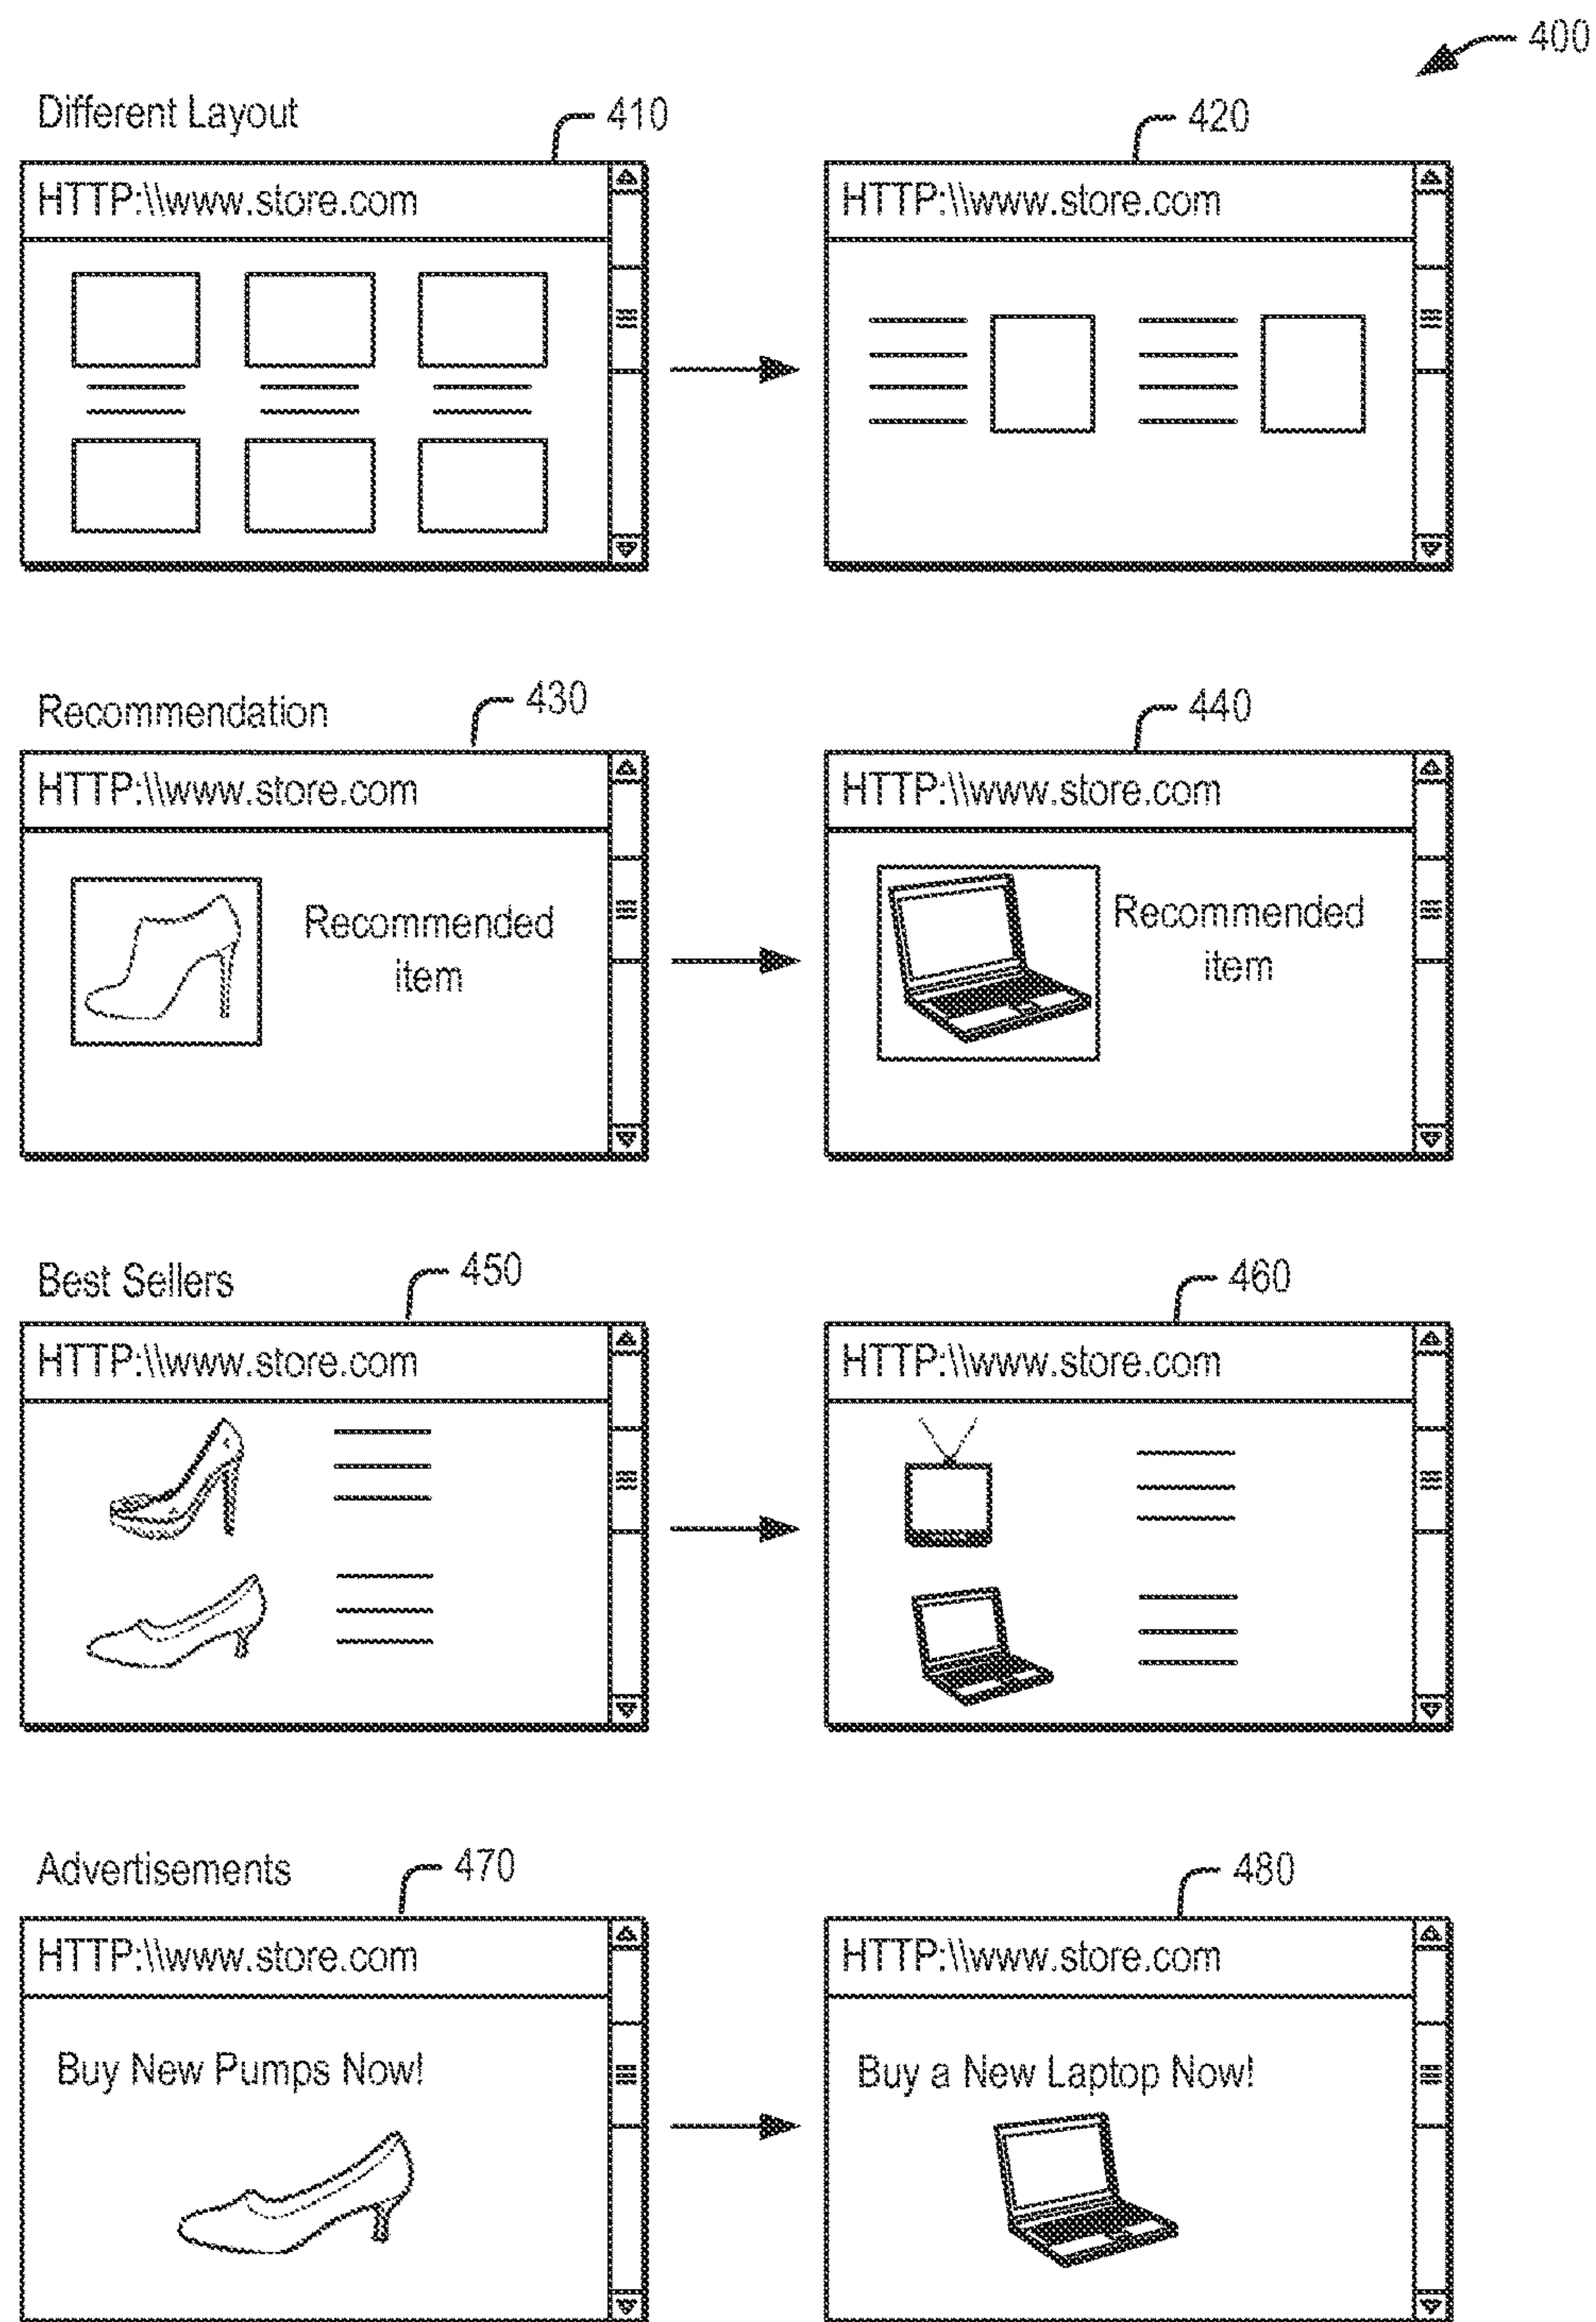 400
Different Layout
410
420
HTTP:\\www.store.com
HTTP:\\www.store.com
Recommendation
430
440
HTTP:\\www.store.com
HTTP:\\www.store.com
Recommended
item
Recommended
item
Best Sellers
450
460
HTTP:\\www.store.com
HTTP:\\www.store.com
Advertisements
470
480
HTTP:\\www.store.com
HTTP:\\www.store.com
Buy New Pumps Now!
Buy a New Laptop Now!